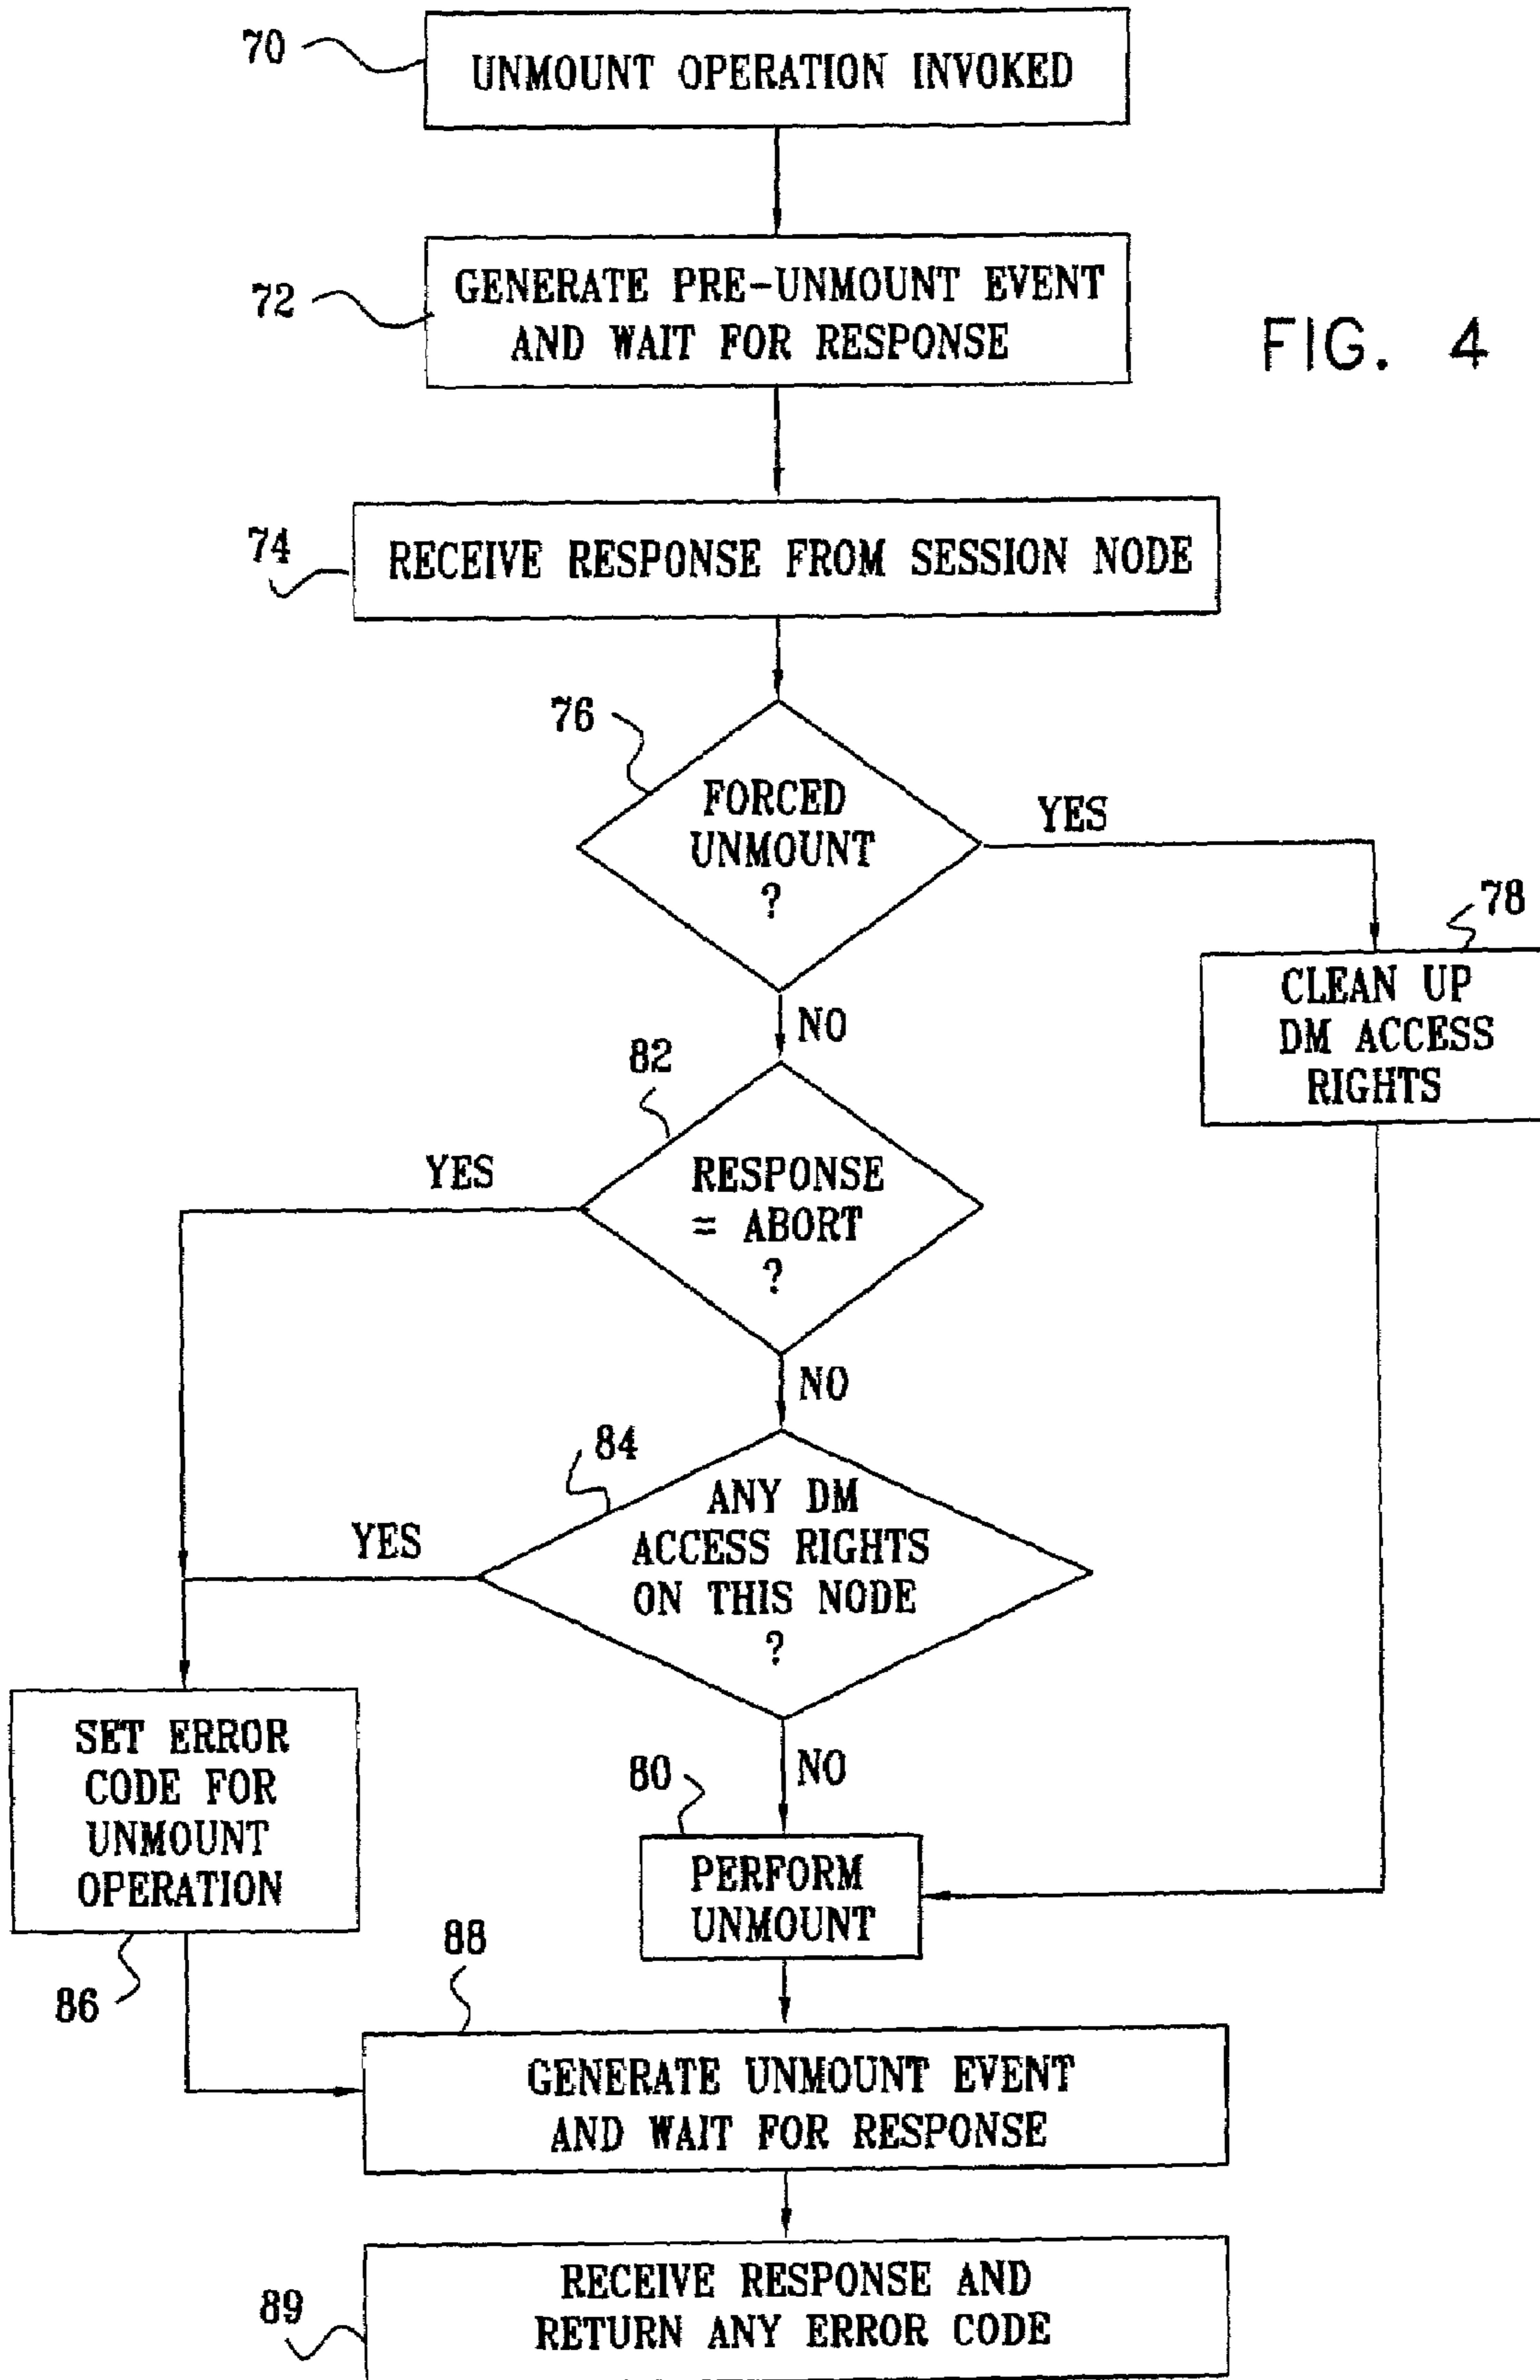 70
UNMOUNT OPERATION INVOKED
72
GENERATE PRE-UNMOUNT EVENT
AND WAIT FOR RESPONSE
FIG. 4
74
RECEIVE RESPONSE FROM SESSION NODE
76
FORCED
UNMOUNT
?
YES
78
CLEAN UP
DM ACCESS
RIGHTS
NO
82
YES
RESPONSE
= ABORT
?
NO
84
YES
ANY DM
ACCESS RIGHTS
ON THIS NODE
?
SET ERROR
CODE FOR
UNMOUNT
OPERATION
86
NO
80
PERFORM
UNMOUNT
88
GENERATE UNMOUNT EVENT
AND WAIT FOR RESPONSE
89
RECEIVE RESPONSE AND
RETURN ANY ERROR CODE